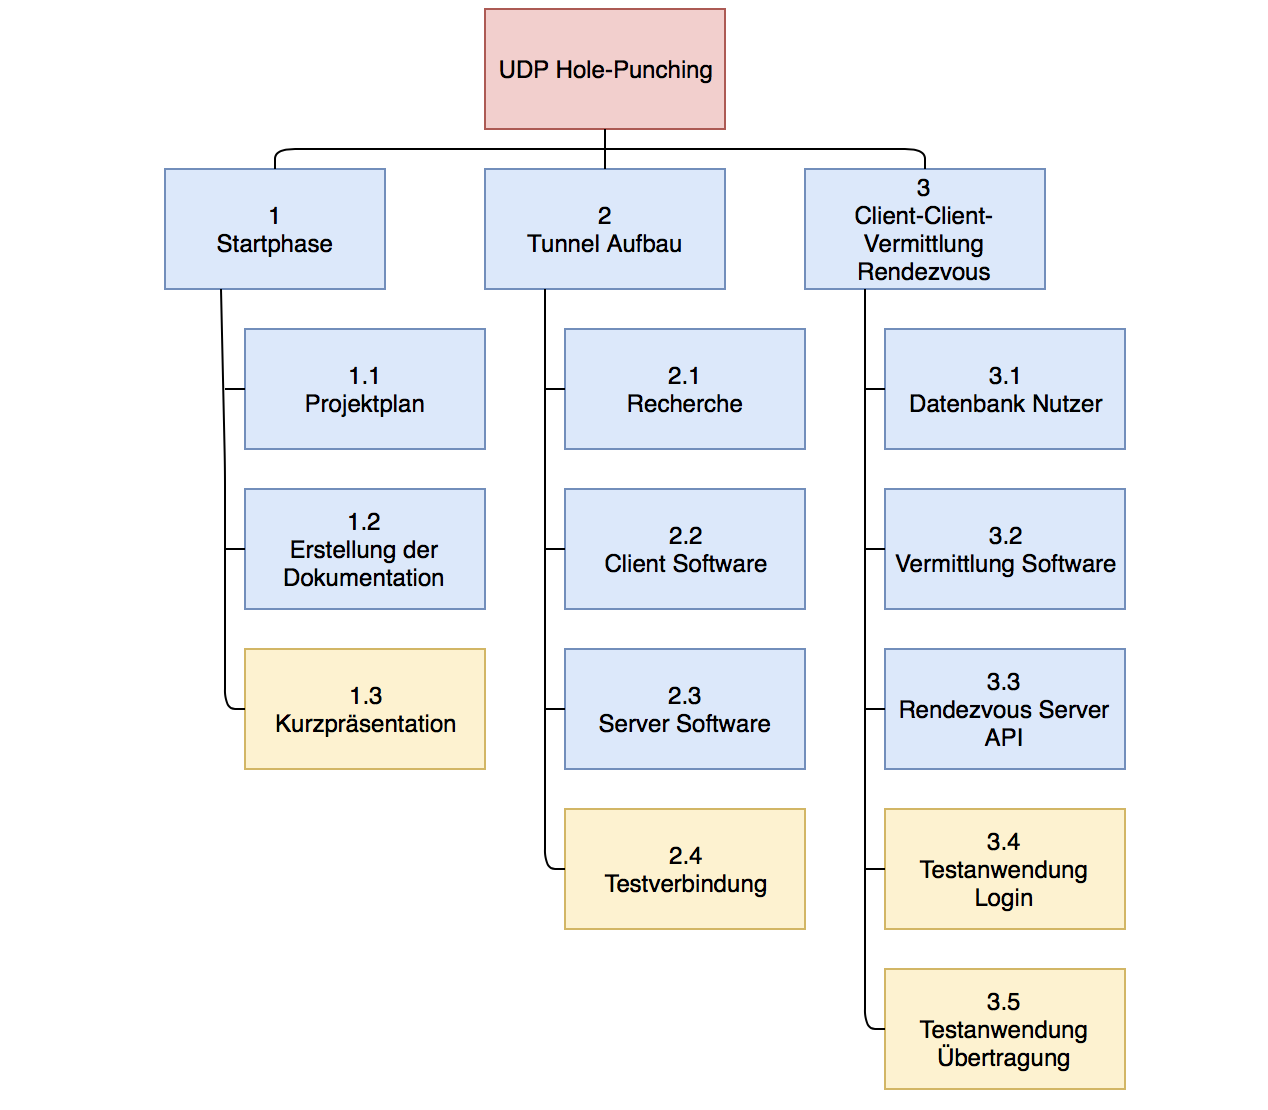 UDP Hole-Punching
1
Startphase
2
Tunnel Aufbau
3
Client-Client-
Vermittlung
Rendezvous
1.1
Projektplan
1.2
Erstellung der
Dokumentation
1.3
Kurzpräsentation
2.1
Recherche
2.2
Client Software
2.3
Server Software
2.4
Testverbindung
3.1
Datenbank Nutzer
3.2
Vermittlung Software
3.3
Rendezvous Server
API
3.4
Testanwendung
Login
3.5
Testanwendung
Übertragung